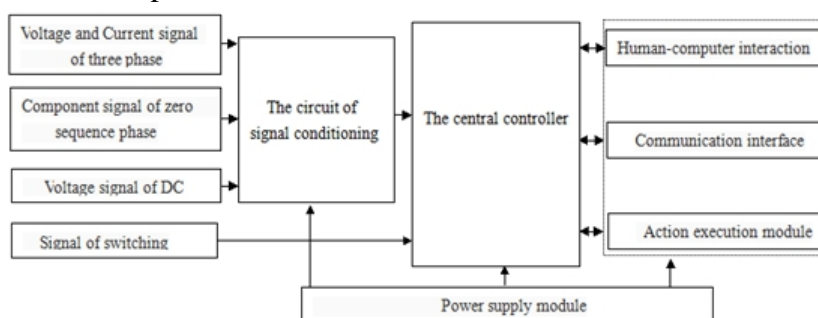 Voltage and Current signal
of three phase
Component signal of zero
sequence phase
Voltage signal of DC
Signal of switching
The circuit of
signal conditioning
The central controller
Human-computer interaction
Communication interface
Action execution module
Power supply module